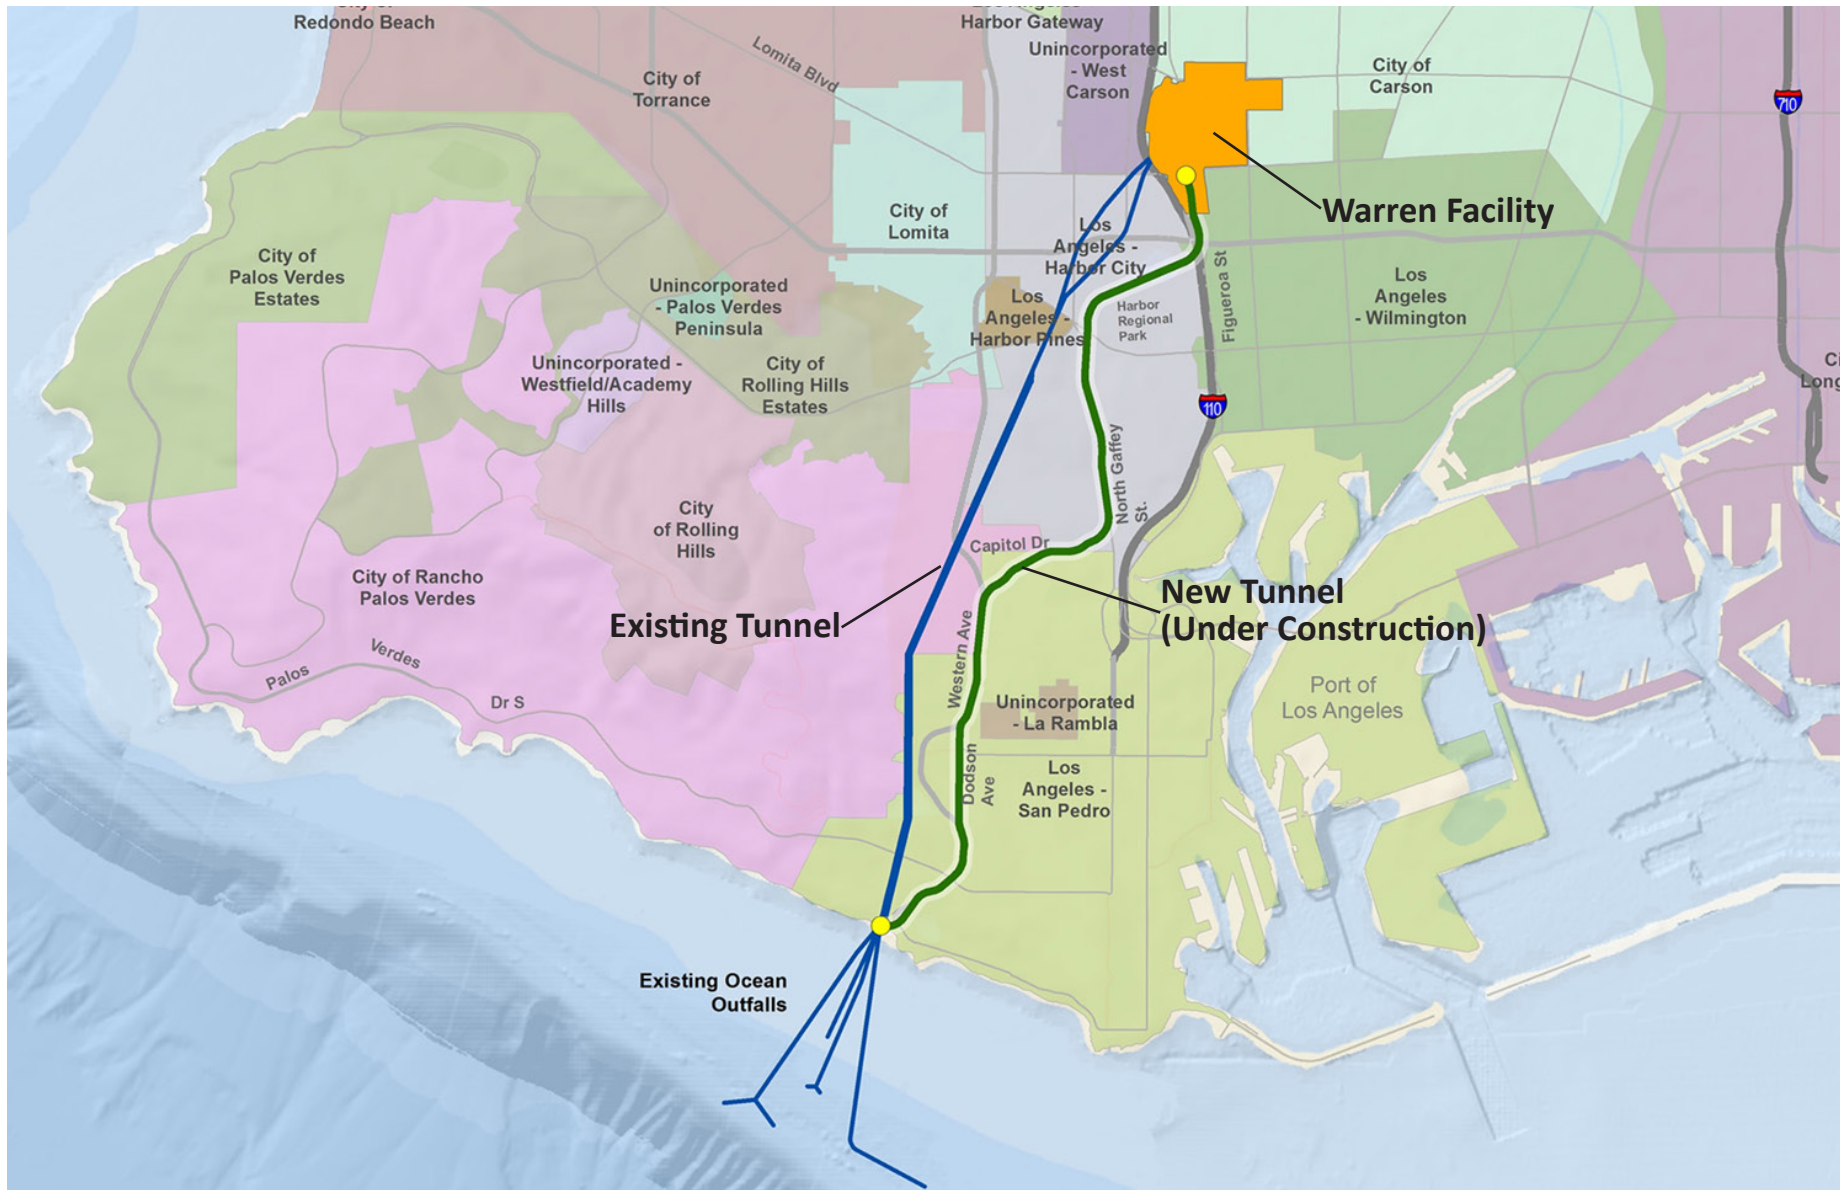 Redondo Beach
Harbor Gateway
Unincorporated
- West
Carson
City of
Carson
710
Lomita Blvd
City of
Torrance
Warren Facility
City of
Lomita
Los
Angeles -
Harbor City
City of
Palos Verdes
Estates
Unincorporated
- Palos Verdes
Peninsula
Los
Angeles -
Harbor Pines
Harbor
Regional
Park
Figueroa St
Los
Angeles
- Wilmington
Unincorporated -
Westfield/Academy
Hills
City of
Rolling Hills
Estates
110
North Gaffey
St.
City
of Rolling
Hills
Capitol Dr
City of Rancho
Palos Verdes
Existing Tunnel
New Tunnel
(Under Construction)
Western Ave
Palos
Verdes
Dr S
Unincorporated
- La Rambla
Port of
Los Angeles
Dodson
Ave
Los
Angeles -
San Pedro
Existing Ocean
Outfalls